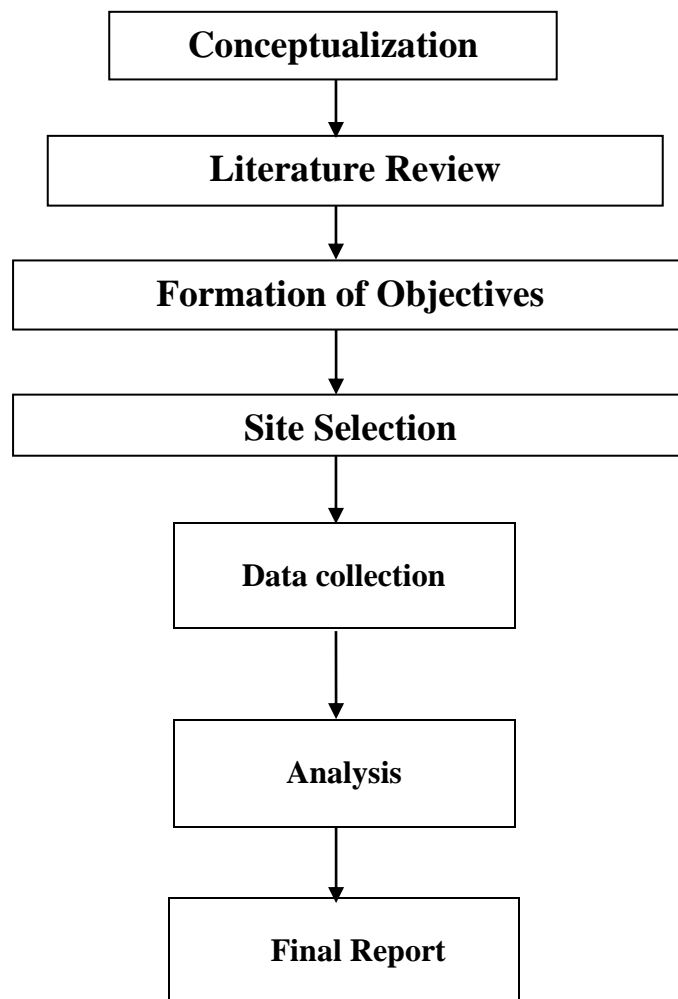 Conceptualization
Literature Review
Formation of Objectives
Site Selection
Data collection
Analysis
Final Report